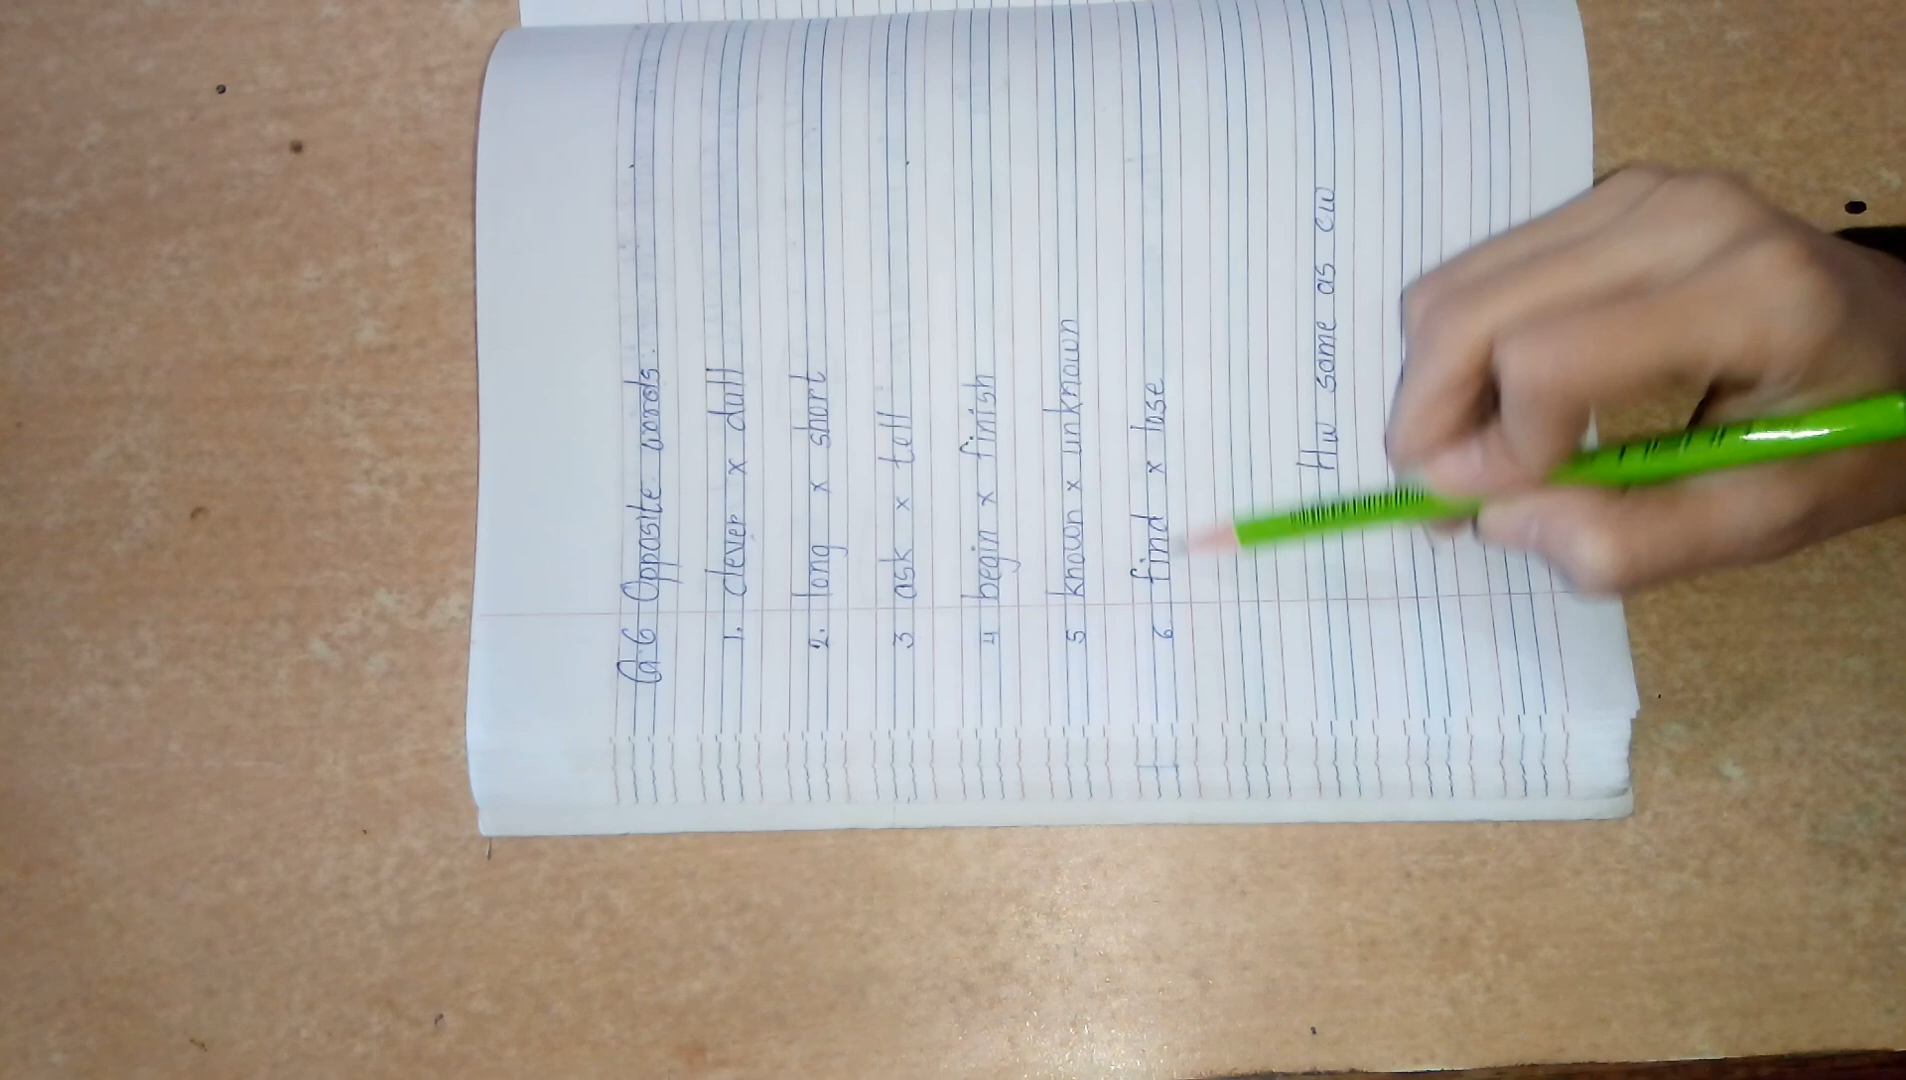 Q.6 Opposite words.
1. clever x dull
2. long x short
3 ask x tell
4 begin x finish
5 known x unknown
6 find x lose
Hw same as cw